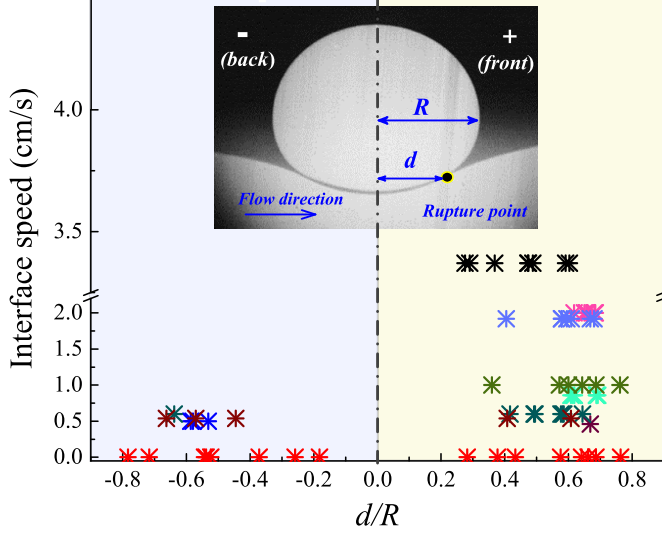 -
(back)
+
(front)
R
d
Flow direction
Rupture point
Interface speed (cm/s)
4.0
3.5
2.0
1.5
1.0
0.5
0.0
-0.8 -0.6 -0.4 -0.2 0.0 0.2 0.4 0.6 0.8
d/R